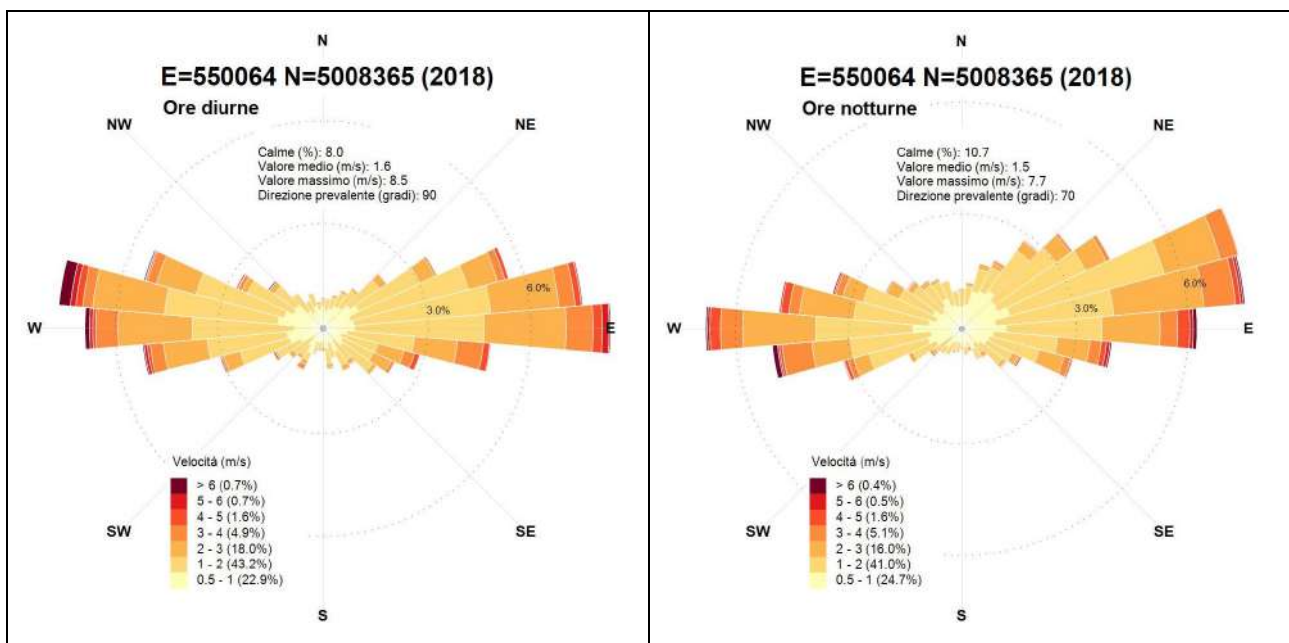 N
E=550064 N=5008365 (2018)
Ore diurne
NW
NE
Calme (%): 8.0
Valore medio (m/s): 1.6
Valore massimo (m/s): 8.5
Direzione prevalente (gradi): 90
6.0%
3.0%
W
E
Velocità (m/s)
> 6 (0.7%)
5 - 6 (0.7%)
4 - 5 (1.6%)
3 - 4 (4.9%)
2 - 3 (18.0%)
1 - 2 (43.2%)
0.5 - 1 (22.9%)
SW
SE
S
N
E=550064 N=5008365 (2018)
Ore notturne
NW
NE
Calme (%): 10.7
Valore medio (m/s): 1.5
Valore massimo (m/s): 7.7
Direzione prevalente (gradi): 70
6.0%
3.0%
W
E
Velocità (m/s)
> 6 (0.4%)
5 - 6 (0.5%)
4 - 5 (1.6%)
3 - 4 (5.1%)
2 - 3 (16.0%)
1 - 2 (41.0%)
0.5 - 1 (24.7%)
SW
SE
S